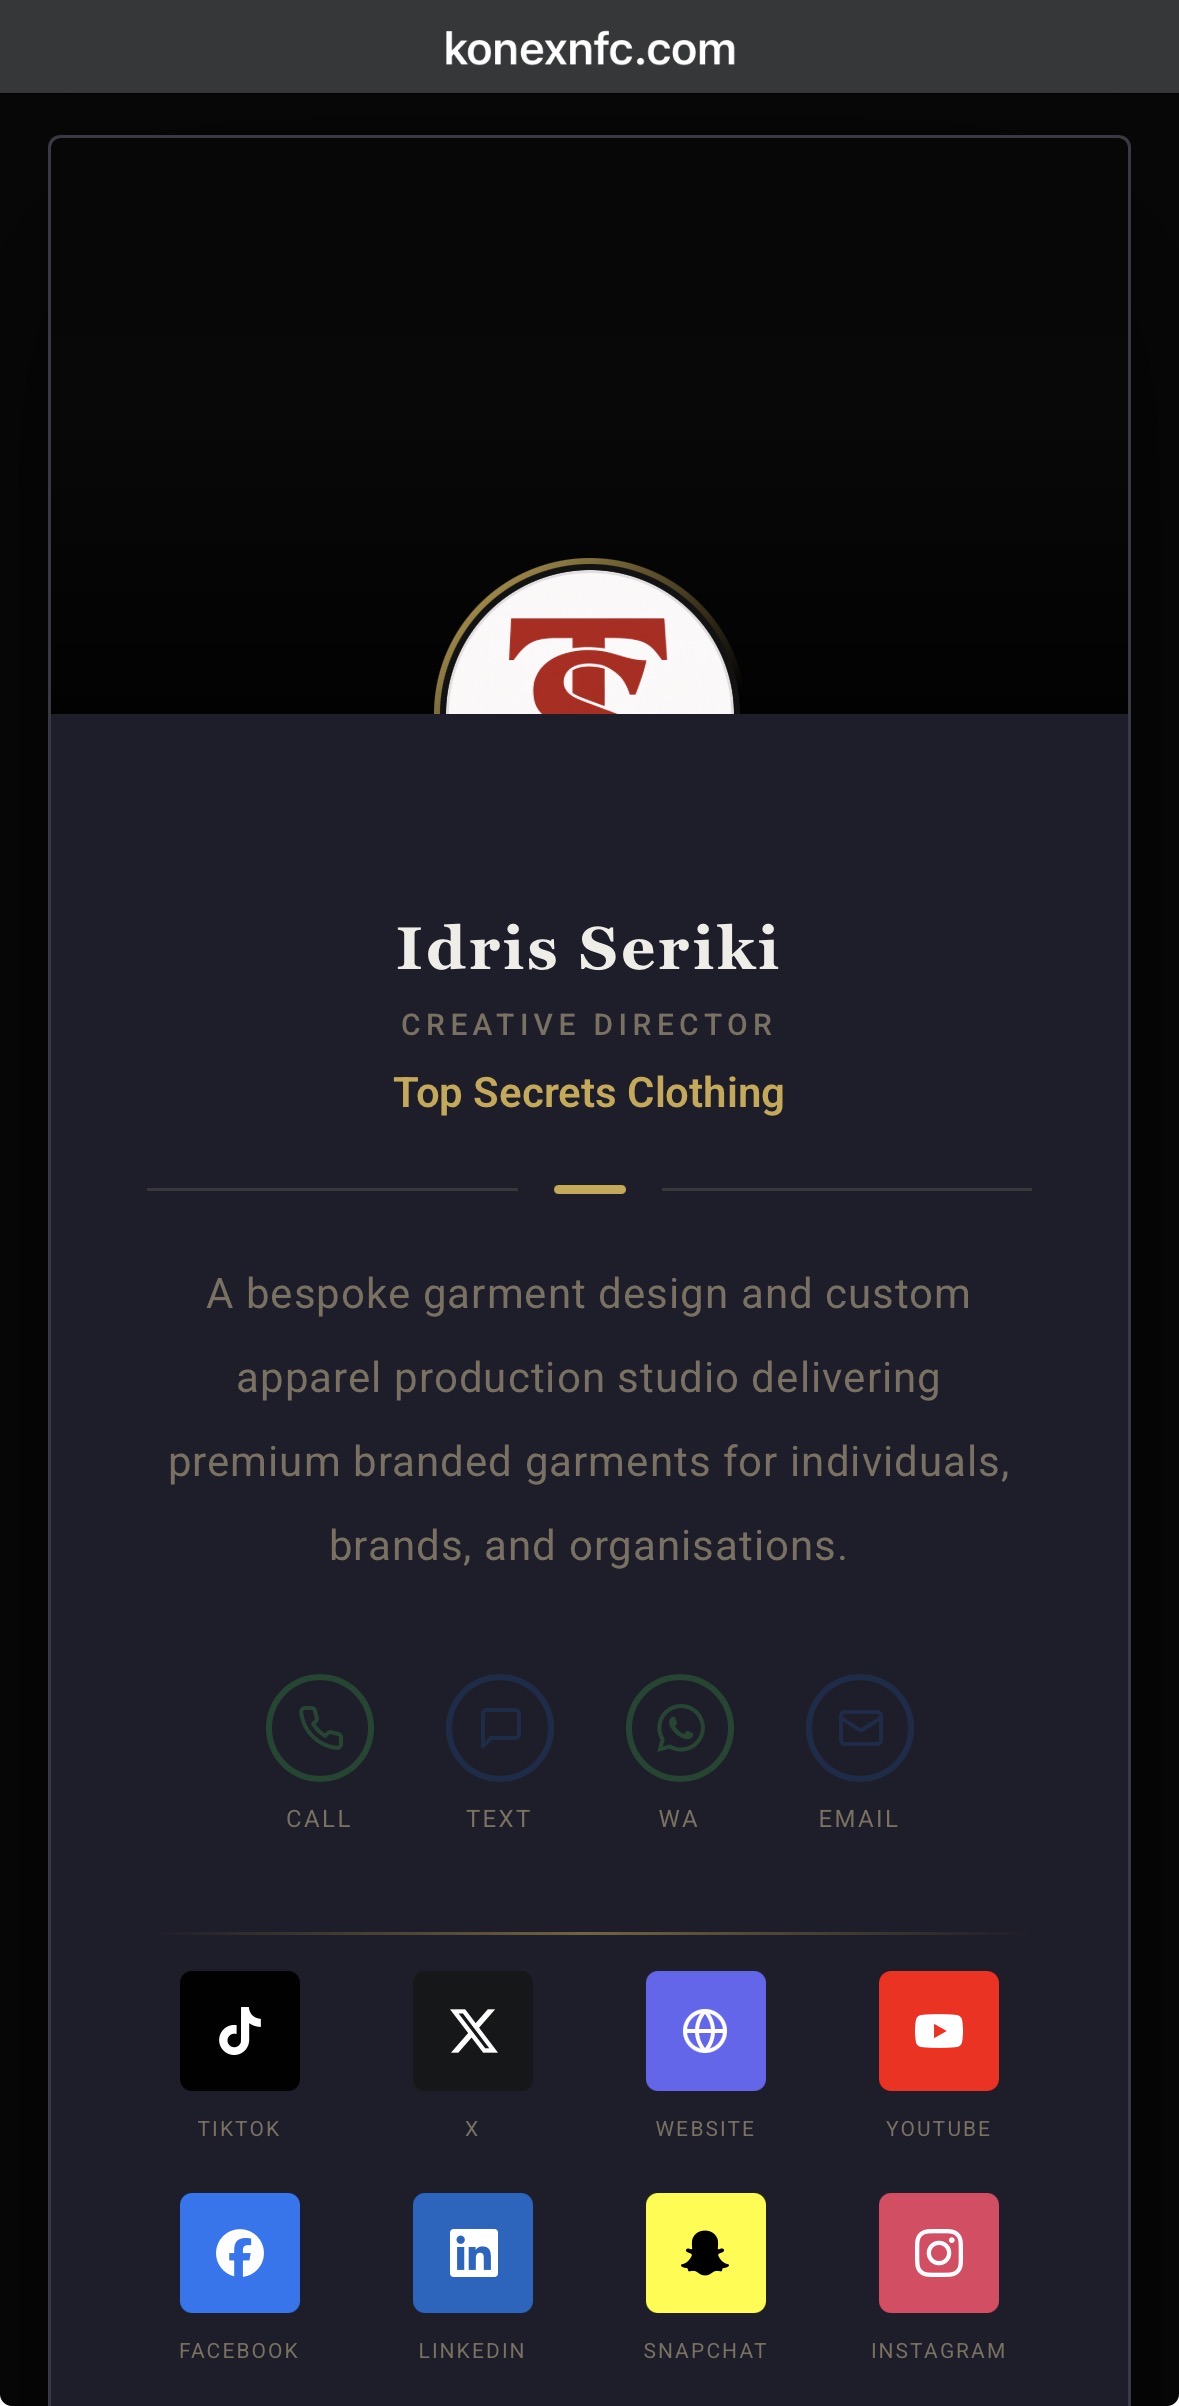 konexnfc.com
TS
Idris Seriki
CREATIVE DIRECTOR
Top Secrets Clothing
A bespoke garment design and custom
apparel production studio delivering
premium branded garments for individuals,
brands, and organisations.
CALL TEXT WA EMAIL
TIKTOK X WEBSITE YOUTUBE
FACEBOOK LINKEDIN SNAPCHAT INSTAGRAM